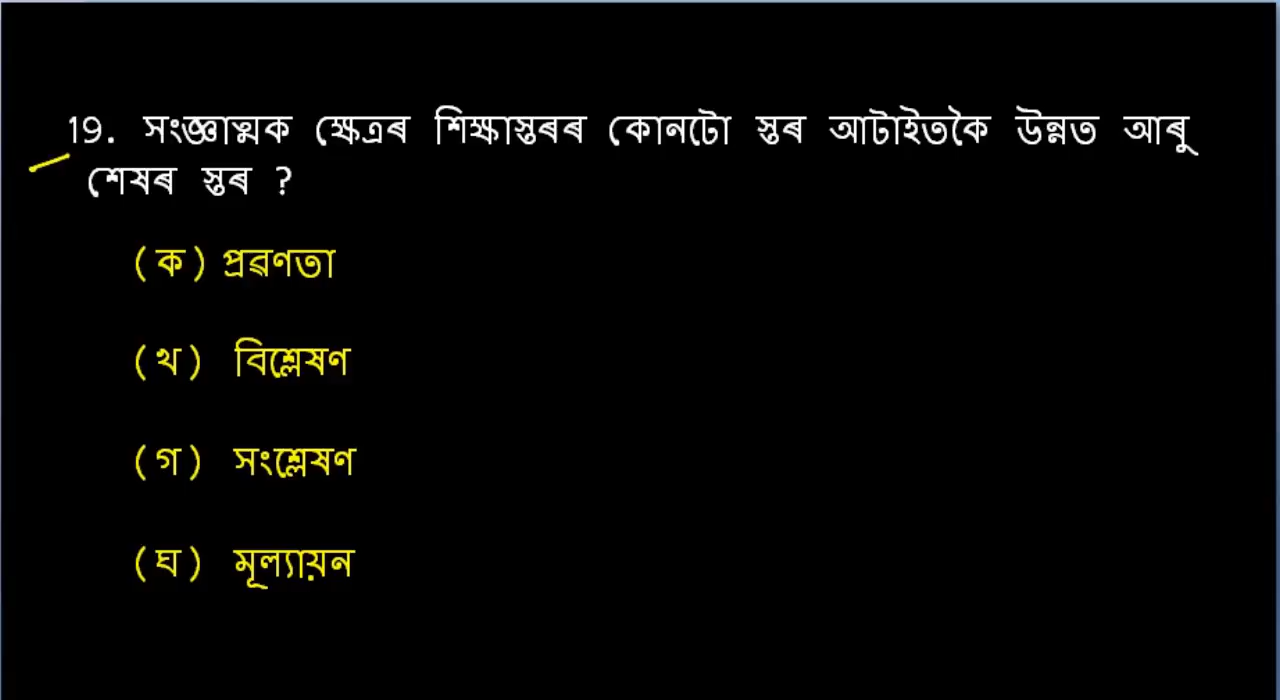 19. সংজ্ঞাত্মক ক্ষেত্ৰৰ শিক্ষাস্তৰৰ কোনটো স্তৰ আটাইতকৈ উন্নত আৰু
শেষৰ স্তৰ ?
(ক) প্ৰৱণতা
(খ) বিশ্লেষণ
(গ) সংশ্লেষণ
(ঘ) মূল্যায়ন